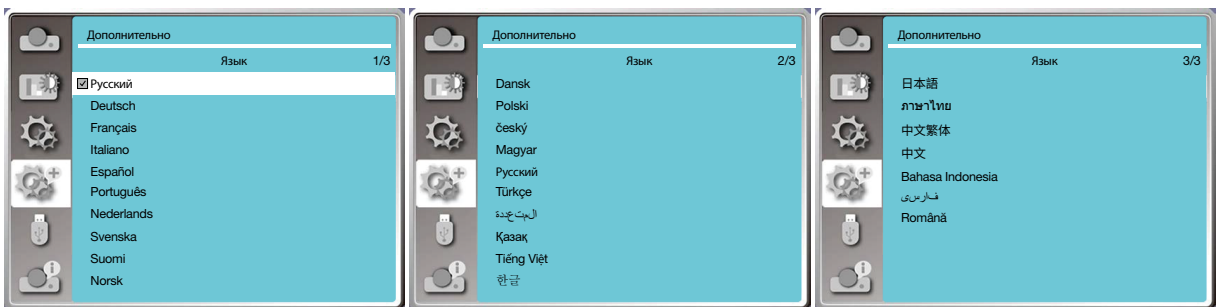 Дополнительно
Язык 1/3
Русский
Deutsch
Français
Italiano
Español
Português
Nederlands
Svenska
Suomi
Norsk
Дополнительно
Язык 2/3
Dansk
Polski
český
Magyar
Русский
Türkçe
Қазақ
Tiếng Việt
한글
Дополнительно
Язык 3/3
日本語
ภาษาไทย
中文繁体
中文
Bahasa Indonesia
فارسی
Română